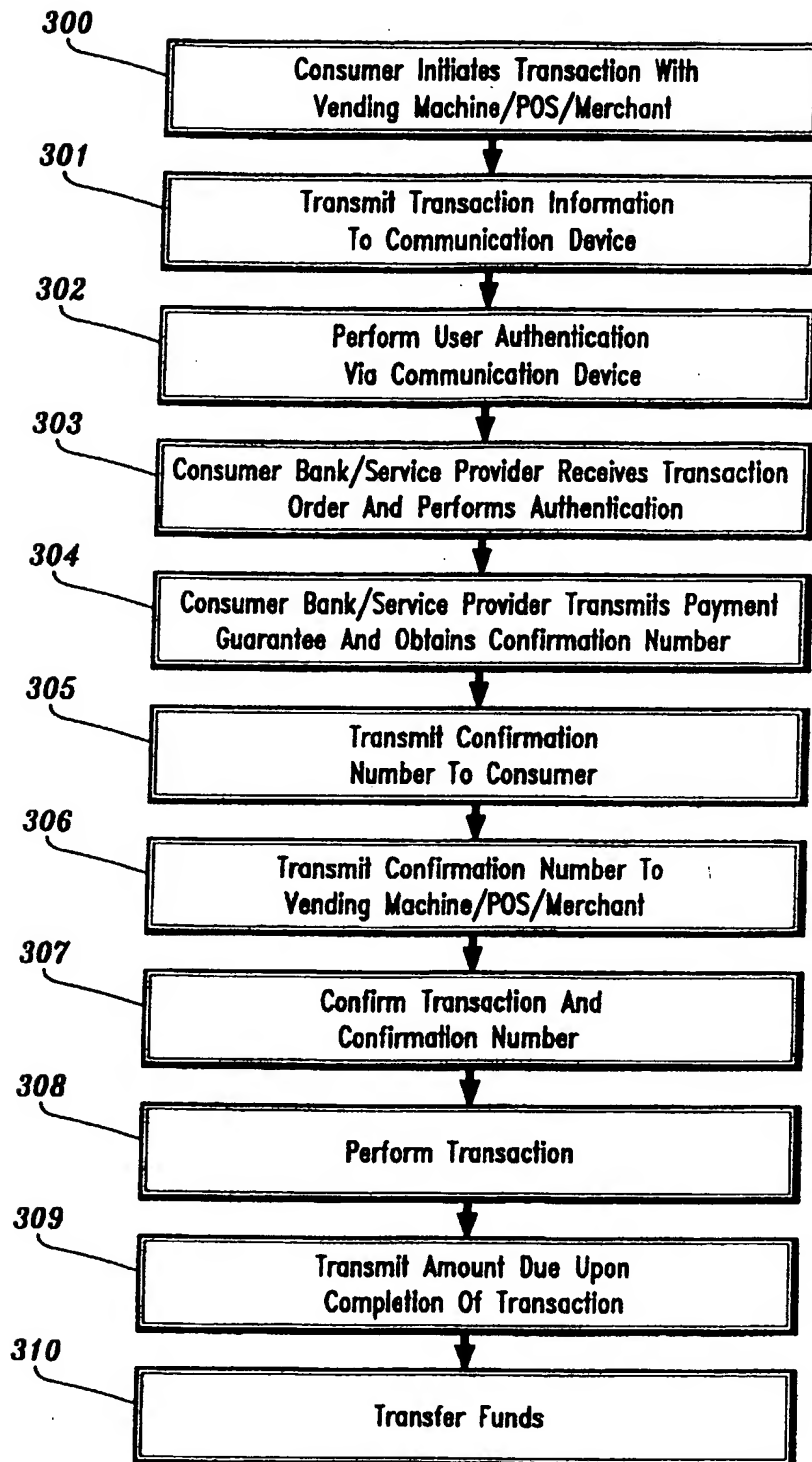 300
Consumer Initiates Transaction With
Vending Machine/POS/Merchant
301
Transmit Transaction Information
To Communication Device
302
Perform User Authentication
Via Communication Device
303
Consumer Bank/Service Provider Receives Transaction
Order And Performs Authentication
304
Consumer Bank/Service Provider Transmits Payment
Guarantee And Obtains Confirmation Number
305
Transmit Confirmation
Number To Consumer
306
Transmit Confirmation Number To
Vending Machine/POS/Merchant
307
Confirm Transaction And
Confirmation Number
308
Perform Transaction
309
Transmit Amount Due Upon
Completion Of Transaction
310
Transfer Funds